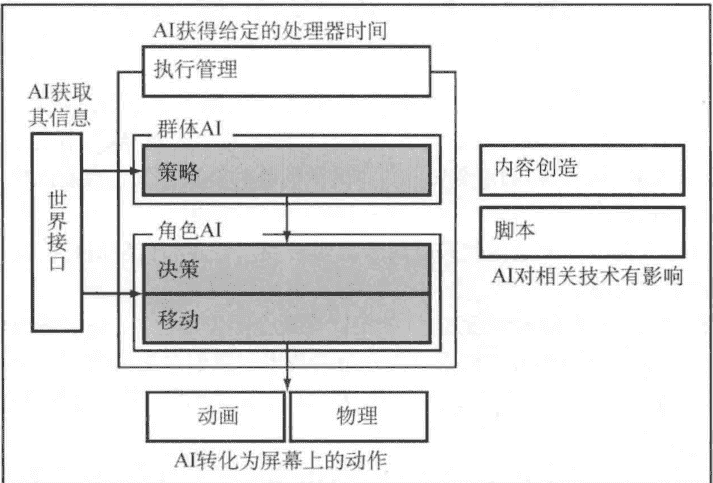 AI获得给定的处理器时间
执行管理
AI获取
其信息
群体AI
策略
世界接口
角色AI
决策
移动
内容创造
脚本
AI对相关技术有影响
动画
物理
AI转化为屏幕上的动作